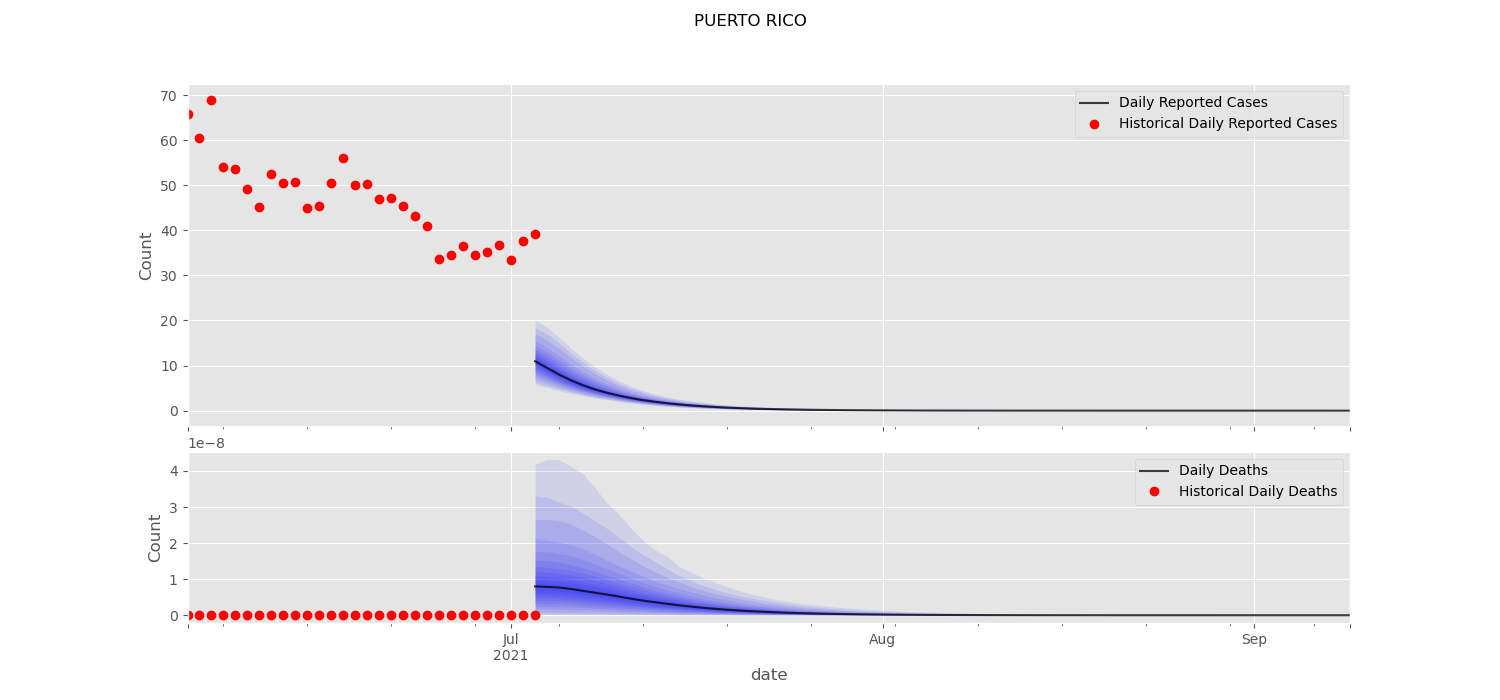 PUERTO RICO
70
60
50
40
30
20
10
0
Count
Daily Reported Cases
Historical Daily Reported Cases
1e−8
4
3
2
1
0
Count
Daily Deaths
Historical Daily Deaths
Jul
2021
Aug
Sep
date